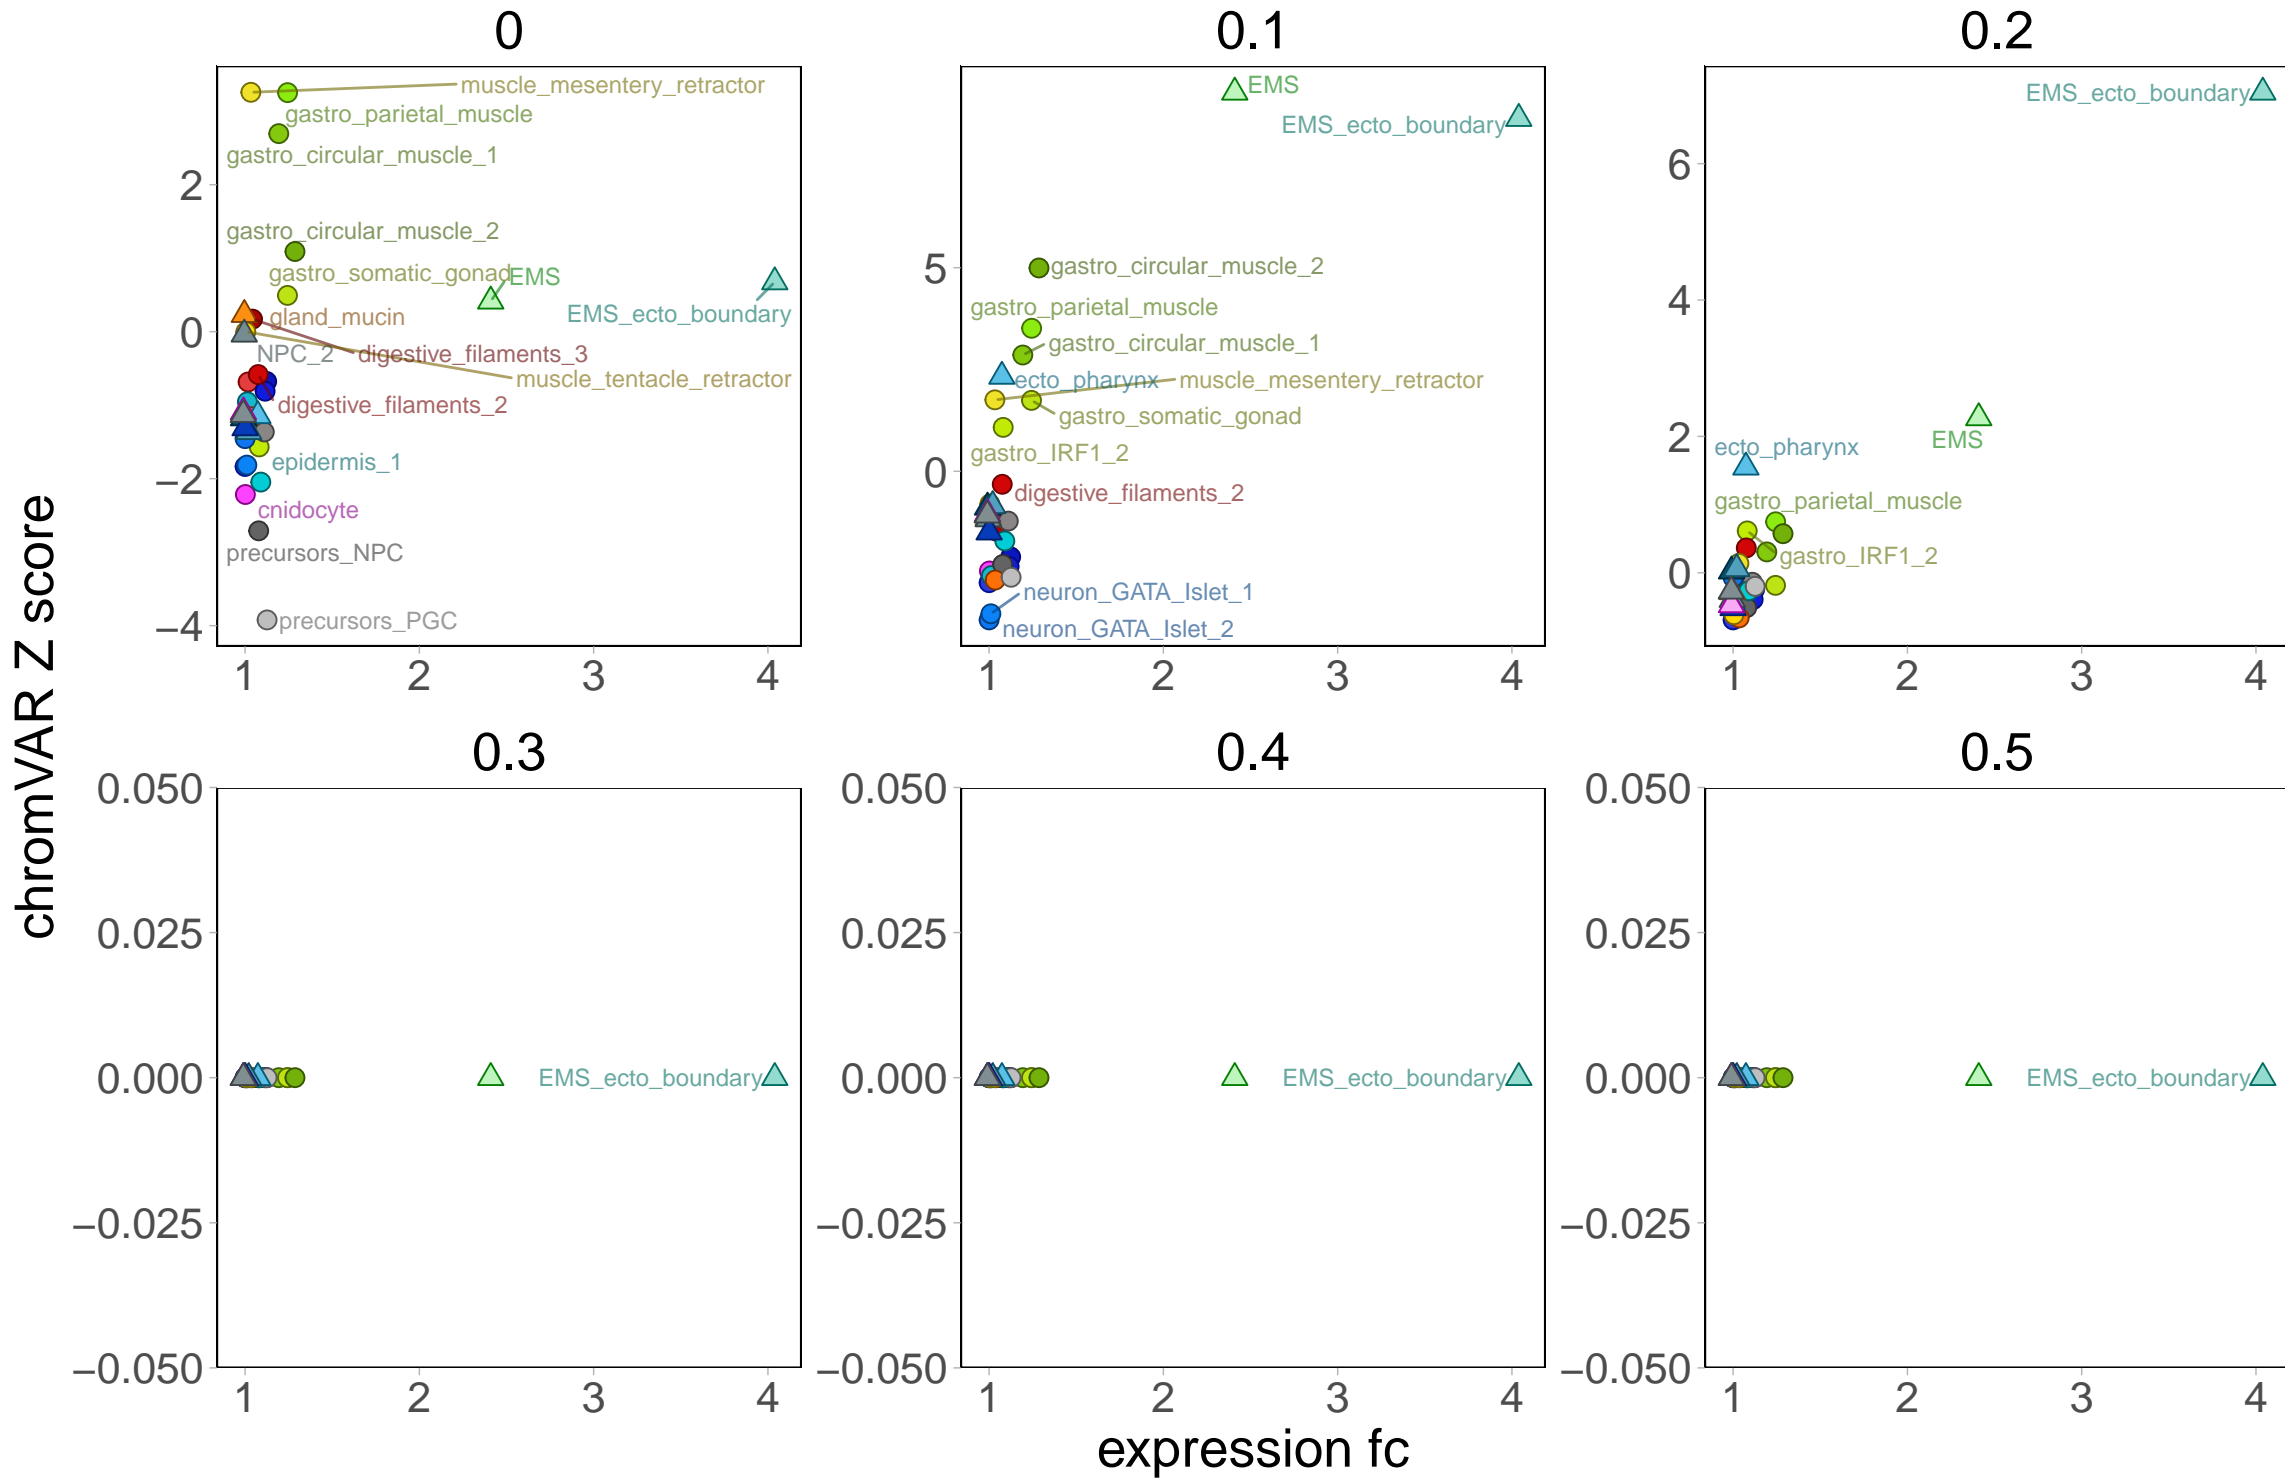 0
0.1
0.2
muscle_mesentery_retractor
gastro_parietal_muscle
gastro_circular_muscle_1
2
gastro_circular_muscle_2
gastro_somatic_gonad
EMS
EMS_ecto_boundary
gland_mucin
0
NPC_2
digestive_filaments_3
muscle_tentacle_retractor
digestive_filaments_2
epidermis_1
−2
cnidocyte
precursors_NPC
precursors_PGC
−4
1
2
3
4
EMS
EMS_ecto_boundary
5
gastro_circular_muscle_2
gastro_parietal_muscle
gastro_circular_muscle_1
ecto_pharynx
muscle_mesentery_retractor
gastro_somatic_gonad
gastro_IRF1_2
0
digestive_filaments_2
neuron_GATA_Islet_1
neuron_GATA_Islet_2
1
2
3
4
EMS_ecto_boundary
6
4
2
EMS
ecto_pharynx
gastro_parietal_muscle
gastro_IRF1_2
0
1
2
3
4
chromVAR Z score
0.3
0.4
0.5
0.050
0.025
0.000
−0.025
−0.050
EMS_ecto_boundary
1
2
3
4
0.050
0.025
0.000
−0.025
−0.050
EMS_ecto_boundary
1
2
3
4
0.050
0.025
0.000
−0.025
−0.050
EMS_ecto_boundary
1
2
3
4
expression fc